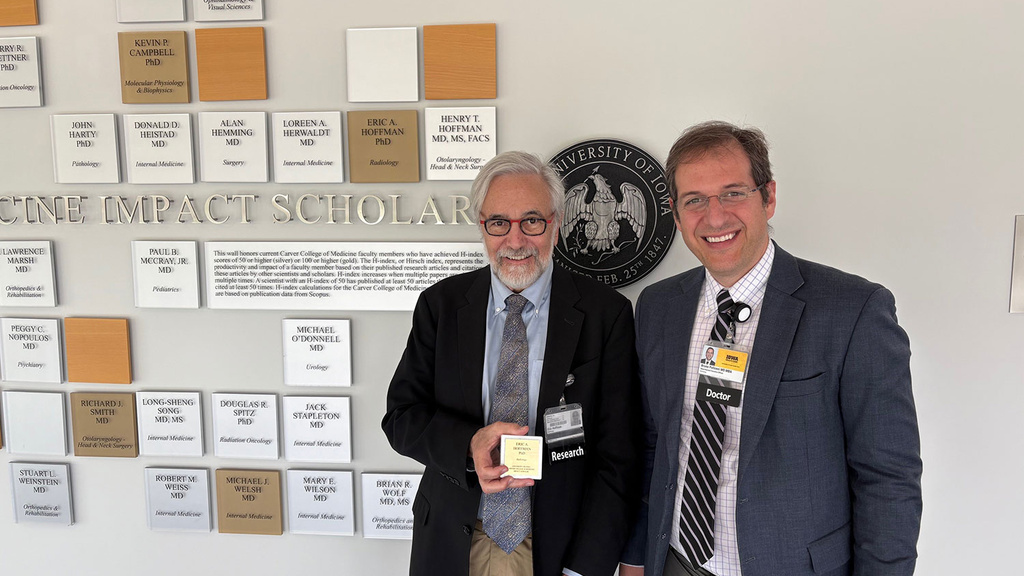 Visual Sciences
RRY R.
PhD
on Oncology
KEVIN P.
CAMPBELL
PhD
Molecular Physiology
& Biophysics
JOHN
HARTY
PhD
Pathology
DONALD D.
HEISTAD
MD
Internal Medicine
ALAN
HEMMING
MD
Surgery
LOREEN A.
HERWALDT
MD
Internal Medicine
ERIC A.
HOFFMAN
PhD
Radiology
HENRY T.
HOFFMAN
MD, MS, FACS
Otolaryngology -
Head & Neck Surgery
UNIVERSITY OF IOWA
FEB. 25TH 1847.
CINE IMPACT SCHOLAR
LAWRENCE
MARSH
MD
Orthopedics &
Rehabilitation
PAUL B.
MCCRAY, JR.
MD
Pediatrics
This wall honors current Carver College of Medicine faculty members who have achieved H-index
scores of 50 or higher (silver) or 100 or higher (gold). The H-index, or Hirsch index, represents the
productivity and impact of a faculty member based on their published research articles and
these articles by other scientists and scholars. H-index increases when multiple papers
multiple times. A scientist with an H-index of 50 has published at least 50 articles
cited at least 50 times. H-index calculations for the Carver College of Medicine
are based on publication data from Scopus.
PEGGY C.
NOPOULOS
MD
Psychiatry
MICHAEL
O'DONNELL
MD
Urology
RICHARD J.
SMITH
MD
Otolaryngology -
Head & Neck Surgery
LONG-SHENG
SONG
MD, MS
Internal Medicine
DOUGLAS R.
SPITZ
PhD
Radiation Oncology
JACK
STAPLETON
MD
Internal Medicine
STUART L.
WEINSTEIN
MD
Orthopedics &
Rehabilitation
ROBERT M.
WEISS
MD
Internal Medicine
MICHAEL J.
WELSH
MD
Internal Medicine
MARY E.
WILSON
MD
Internal Medicine
BRIAN R.
WOLF
MD, MS
Orthopedics and
Rehabilitation
ERIC A.
HOFFMAN
PhD
Research
IOWA
Doctor